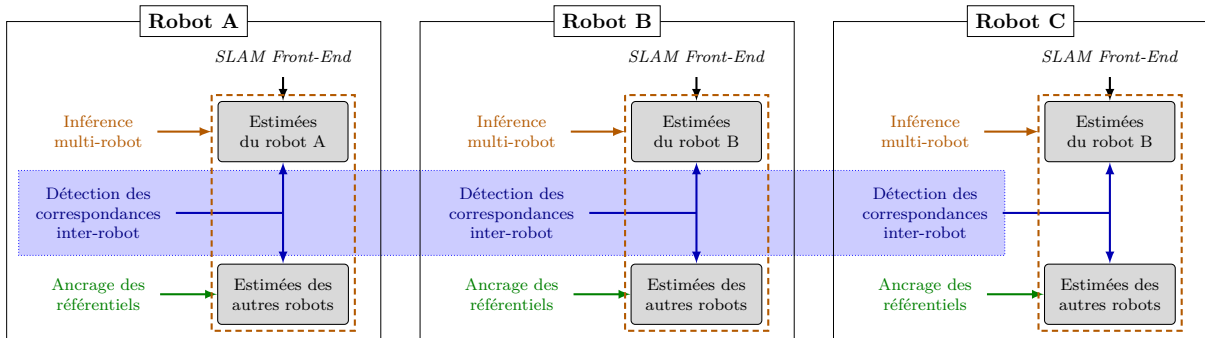 Robot A
SLAM Front-End
Inférence
multi-robot
Estimées
du robot A
Détection des
correspondances
inter-robot
Ancrage des
référentiels
Estimées des
autres robots
Robot B
SLAM Front-End
Inférence
multi-robot
Estimées
du robot B
Détection des
correspondances
inter-robot
Ancrage des
référentiels
Estimées des
autres robots
Robot C
SLAM Front-End
Inférence
multi-robot
Estimées
du robot B
Détection des
correspondances
inter-robot
Ancrage des
référentiels
Estimées des
autres robots